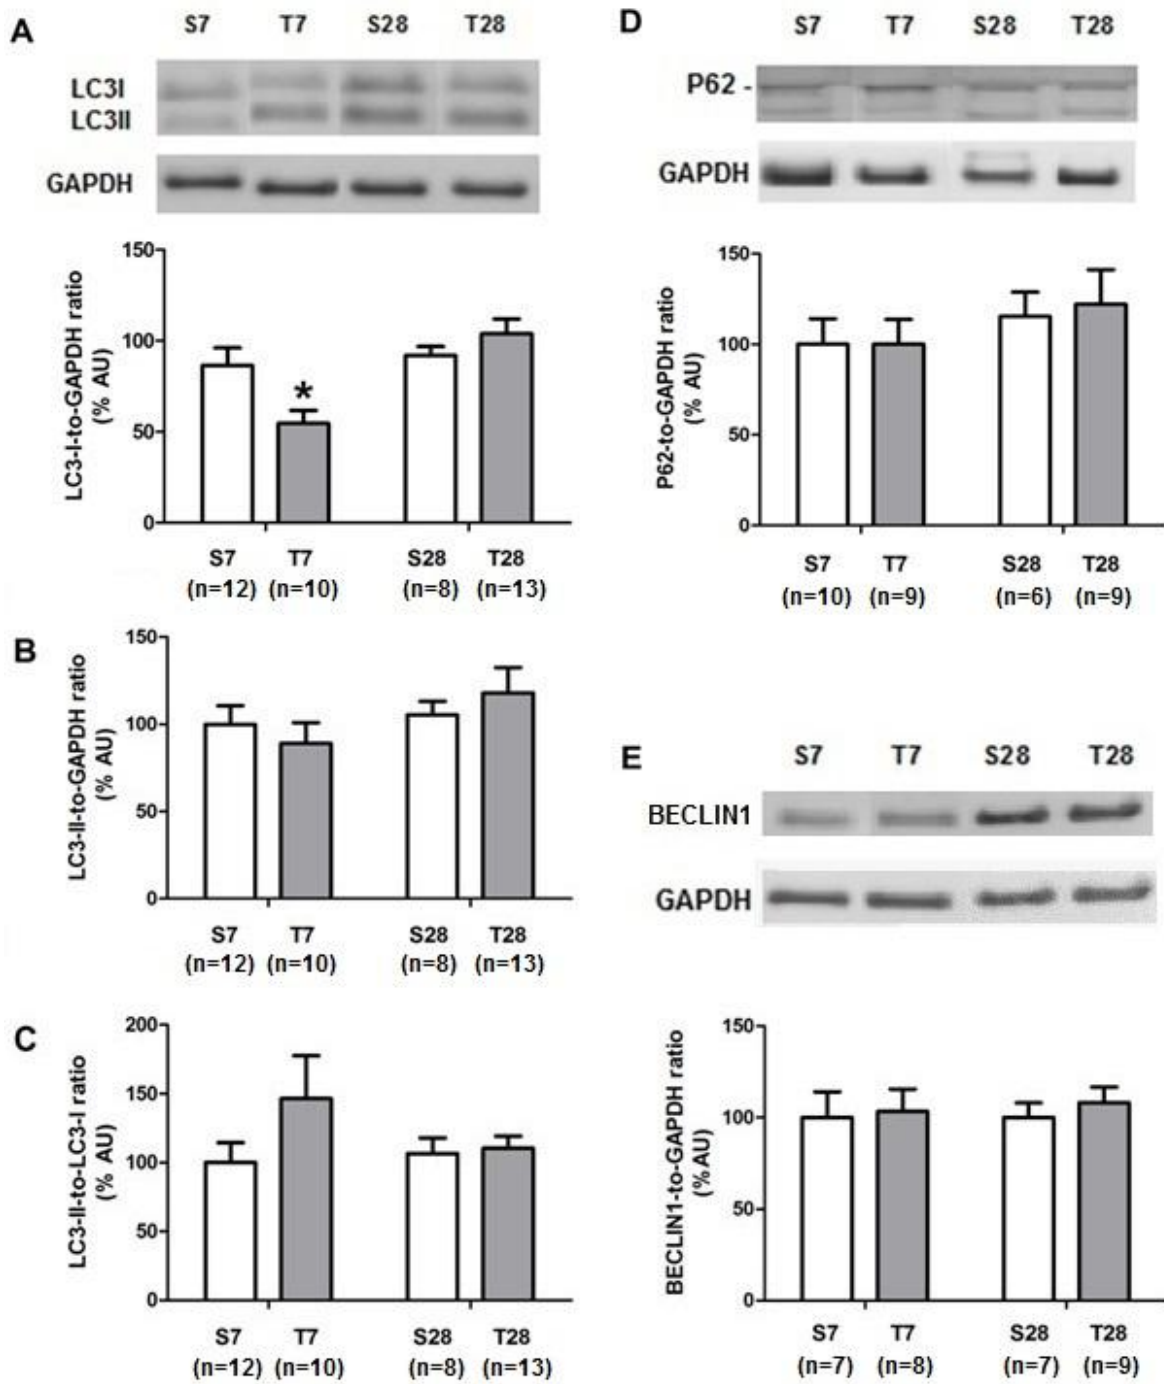 A
S7 T7 S28 T28
LC3I
LC3II
GAPDH
LC3-I-to-GAPDH ratio
(% AU)
150
100
50
0
*
S7 T7 S28 T28
(n=12) (n=10) (n=8) (n=13)
B
LC3-II-to-GAPDH ratio
(% AU)
150
100
50
0
S7 T7 S28 T28
(n=12) (n=10) (n=8) (n=13)
C
LC3-II-to-LC3-I ratio
(% AU)
200
150
100
50
0
S7 T7 S28 T28
(n=12) (n=10) (n=8) (n=13)
D
S7 T7 S28 T28
P62 -
GAPDH
P62-to-GAPDH ratio
(% AU)
150
100
50
0
S7 T7 S28 T28
(n=10) (n=9) (n=6) (n=9)
E
S7 T7 S28 T28
BECLIN1
GAPDH
BECLIN1-to-GAPDH ratio
(%AU)
150
100
50
0
S7 T7 S28 T28
(n=7) (n=8) (n=7) (n=9)